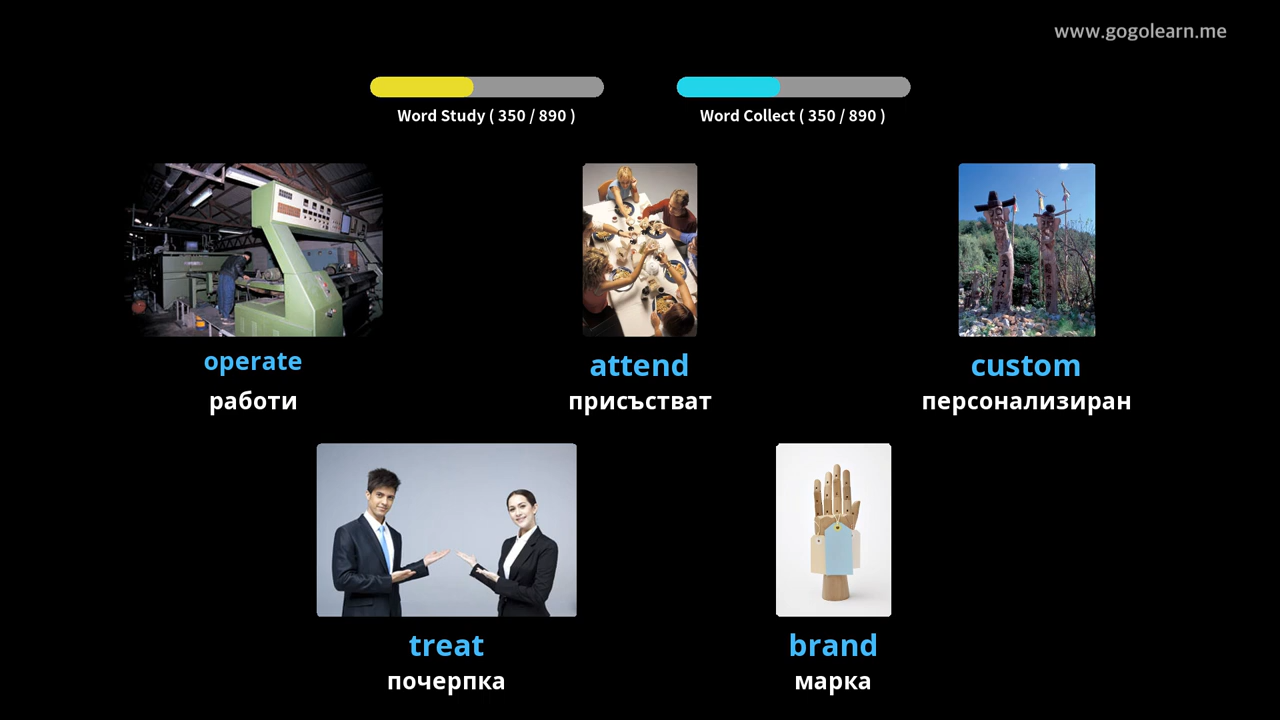 www.gogolearn.me
Word Study ( 350 / 890 )
Word Collect ( 350 / 890 )
operate
работи
attend
присъстват
custom
персонализиран
treat
почерпка
brand
марка